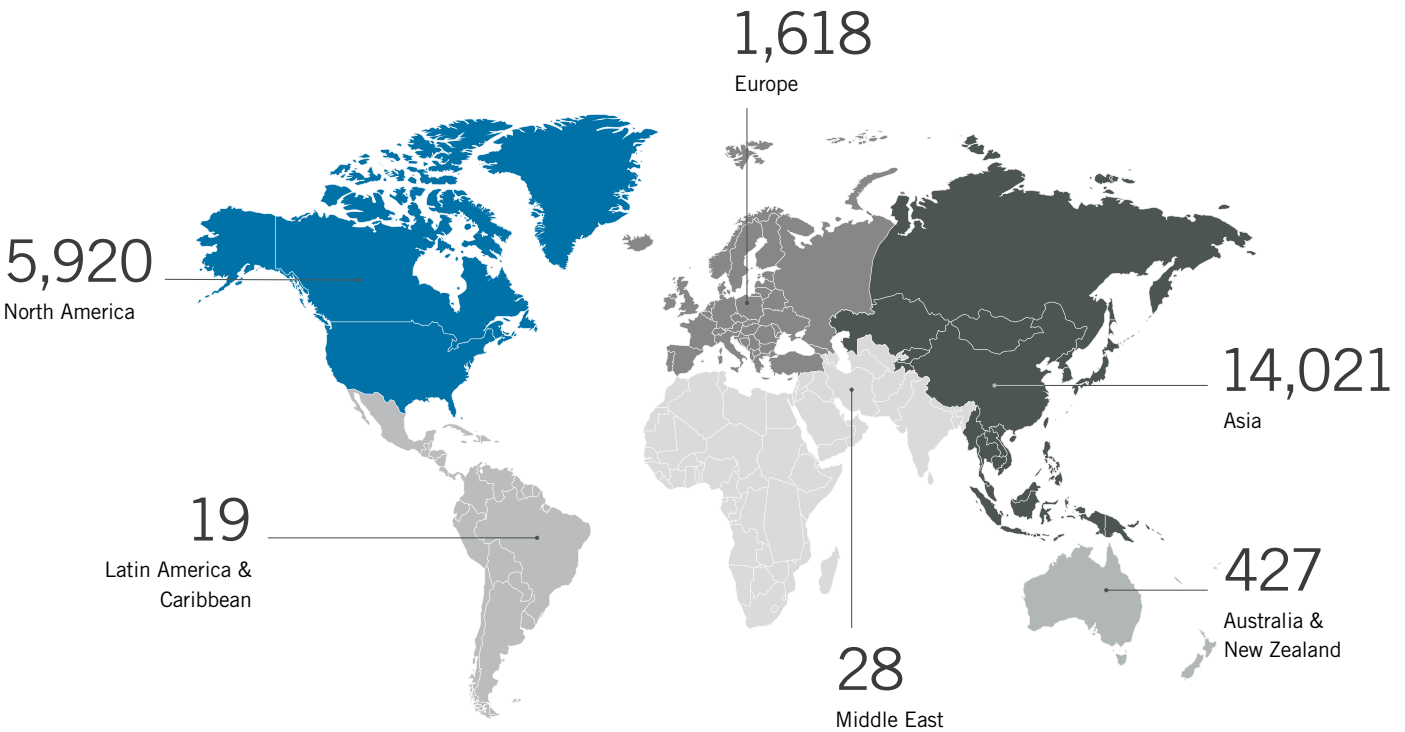 1,618
Europe
5,920
North America
14,021
Asia
19
Latin America &
Caribbean
427
Australia &
New Zealand
28
Middle East